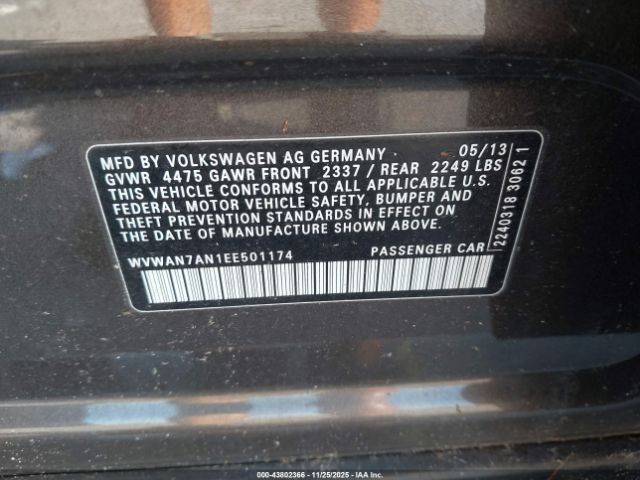 MFD BY VOLKSWAGEN AG GERMANY 05/13
GVWR 4475 GAWR FRONT 2337 / REAR 2249 LBS
THIS VEHICLE CONFORMS TO ALL APPLICABLE U.S.
FEDERAL MOTOR VEHICLE SAFETY, BUMPER AND
THEFT PREVENTION STANDARDS IN EFFECT ON
THE DATE OF MANUFACTURE SHOWN ABOVE.
WVWAN7AN1EE501174 PASSENGER CAR
2240318 3062 1
000-43802366 - 11/25/2025 - IAAI.COM